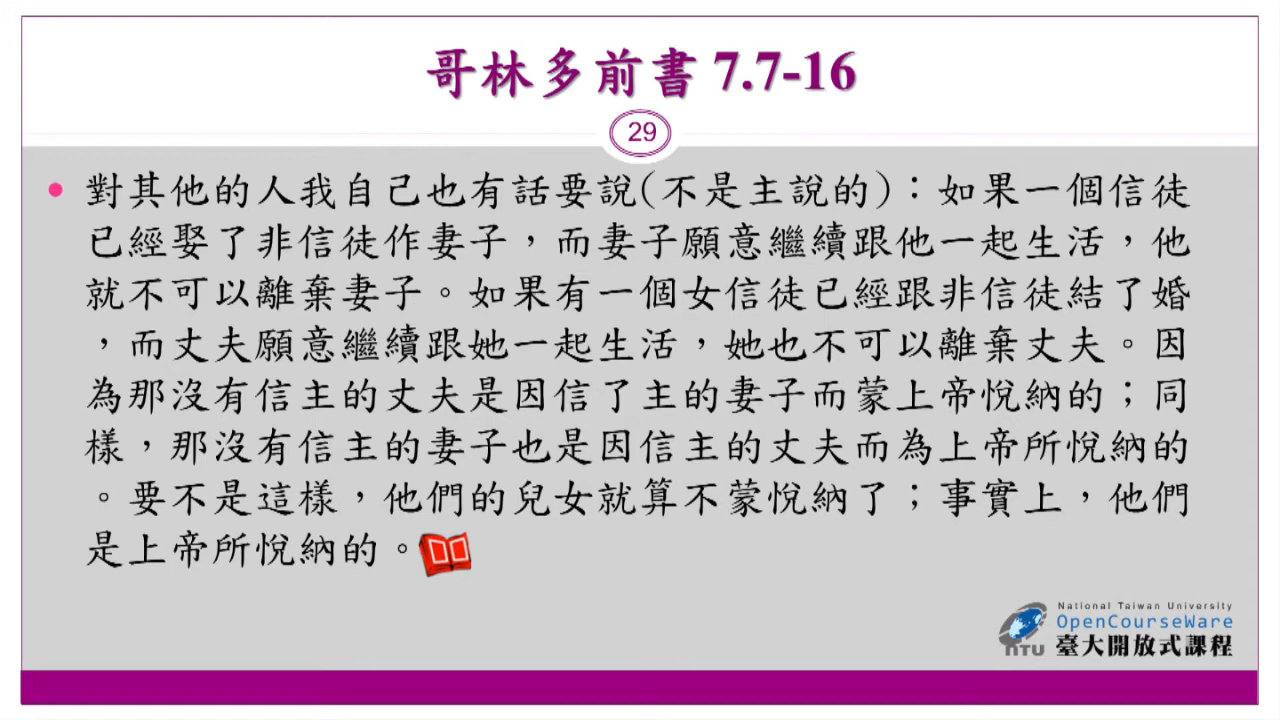 哥林多前書 7.7-16
29
• 對其他的人我自己也有話要說(不是主說的)：如果一個信徒
已經娶了非信徒作妻子，而妻子願意繼續跟他一起生活，他
就不可以離棄妻子。如果有一個女信徒已經跟非信徒結了婚
，而丈夫願意繼續跟她一起生活，她也不可以離棄丈夫。因
為那沒有信主的丈夫是因信了主的妻子而蒙上帝悅納的；同
樣，那沒有信主的妻子也是因信主的丈夫而為上帝所悅納的
。要不是這樣，他們的兒女就算不蒙悅納了；事實上，他們
是上帝所悅納的。
National Taiwan University
OpenCourseWare
NTU 臺大開放式課程